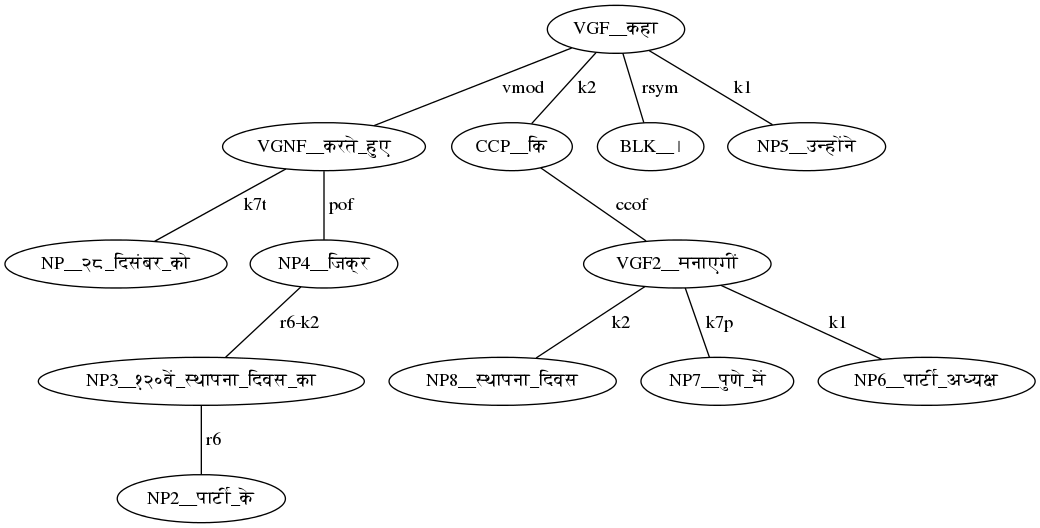 VGF__कहा
vmod k2 rsym k1
VGNF__करते_हुए CCP__कि BLK__। NP5__उन्होंने
k7t pof ccof
NP__२८_दिसंबर_को NP4__जिक्र VGF2__मनाएगीं
r6-k2 k2 k7p k1
NP3__१२०वें_स्थापना_दिवस_का NP8__स्थापना_दिवस NP7__पुणे_में NP6__पार्टी_अध्यक्ष
r6
NP2__पार्टी_के